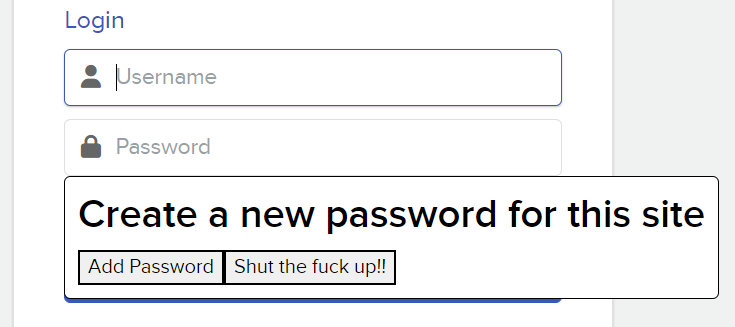 Login
Username
Password
Create a new password for this site
Add Password Shut the fuck up!!